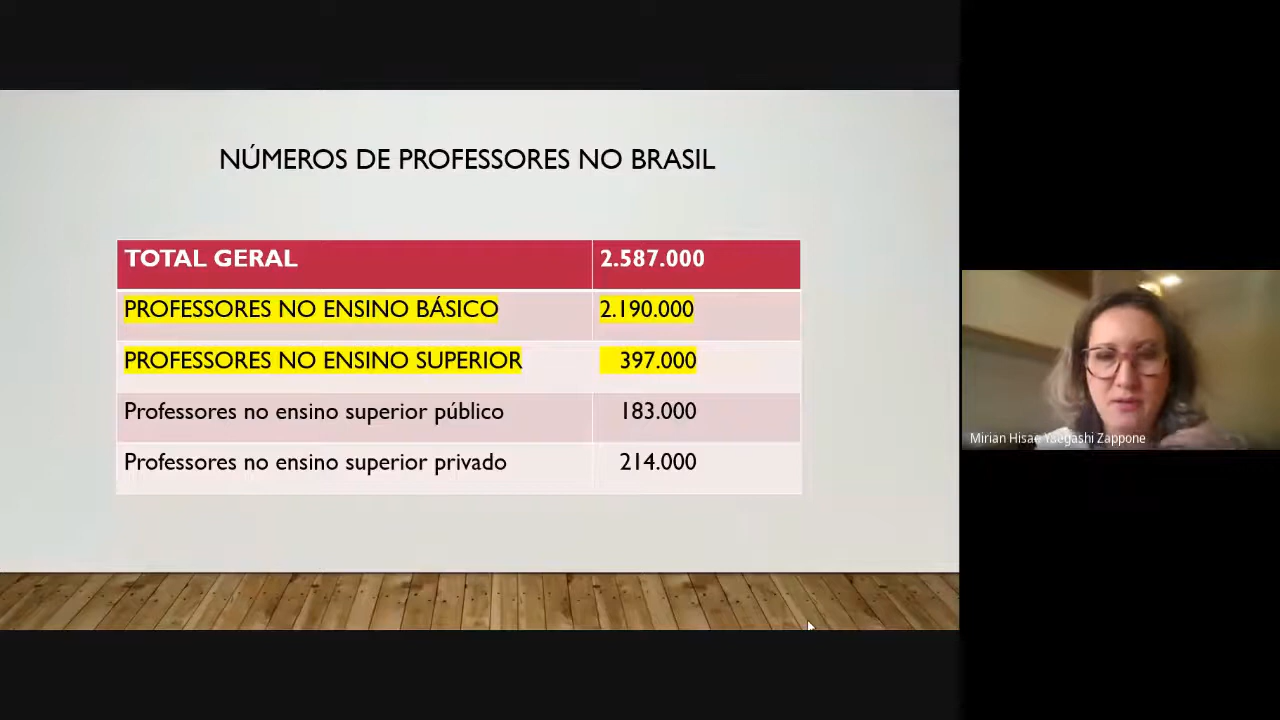 NÚMEROS DE PROFESSORES NO BRASIL
TOTAL GERAL 2.587.000
PROFESSORES NO ENSINO BÁSICO 2.190.000
PROFESSORES NO ENSINO SUPERIOR 397.000
Professores no ensino superior público 183.000
Professores no ensino superior privado 214.000
Mirian Hisae Yaegashi Zappone